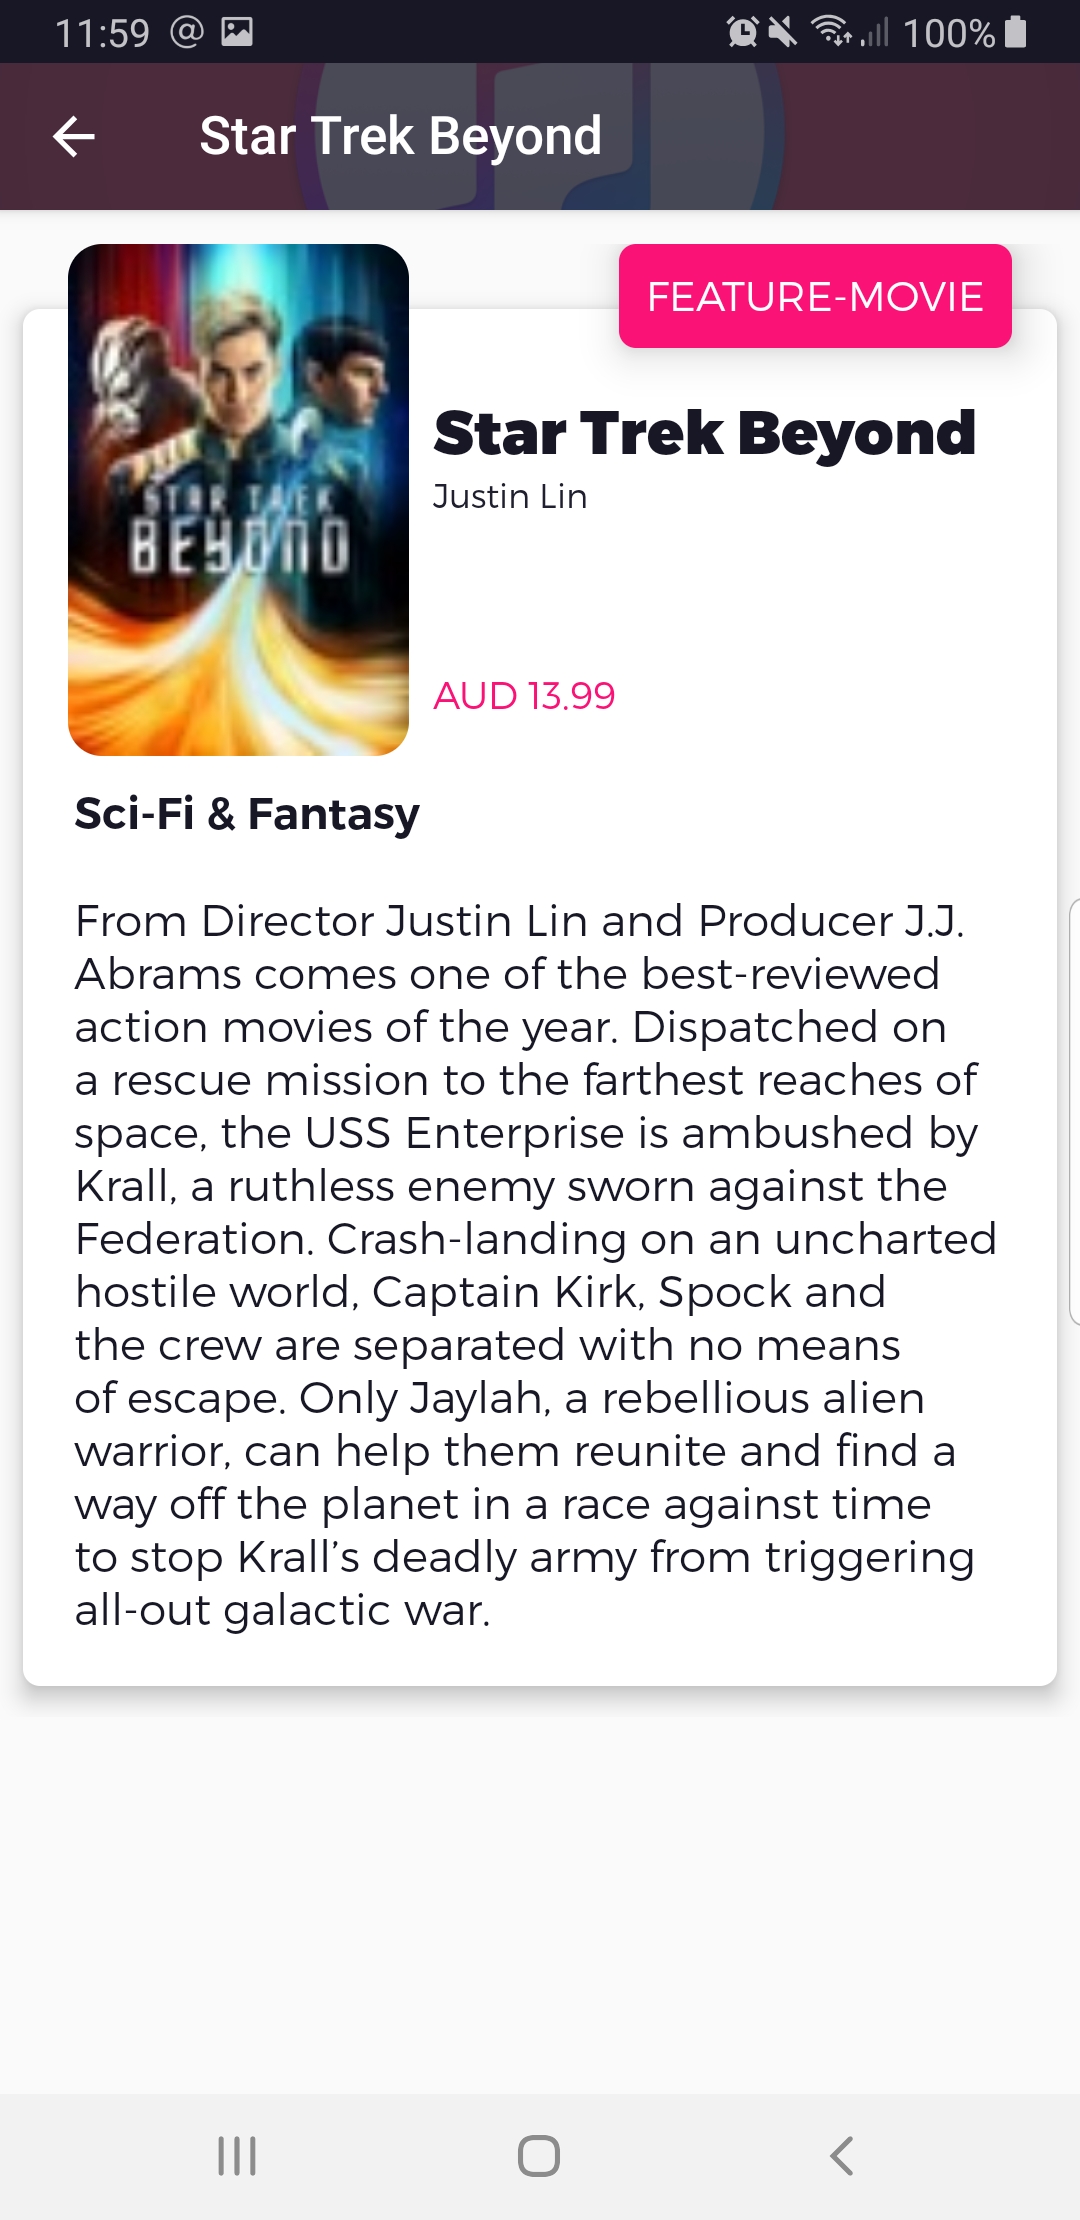 11:59 @ 100%
Star Trek Beyond
FEATURE-MOVIE
STAR TREK
BEYOND
Star Trek Beyond
Justin Lin
AUD 13.99
Sci-Fi & Fantasy
From Director Justin Lin and Producer J.J.
Abrams comes one of the best-reviewed
action movies of the year. Dispatched on
a rescue mission to the farthest reaches of
space, the USS Enterprise is ambushed by
Krall, a ruthless enemy sworn against the
Federation. Crash-landing on an uncharted
hostile world, Captain Kirk, Spock and
the crew are separated with no means
of escape. Only Jaylah, a rebellious alien
warrior, can help them reunite and find a
way off the planet in a race against time
to stop Krall’s deadly army from triggering
all-out galactic war.